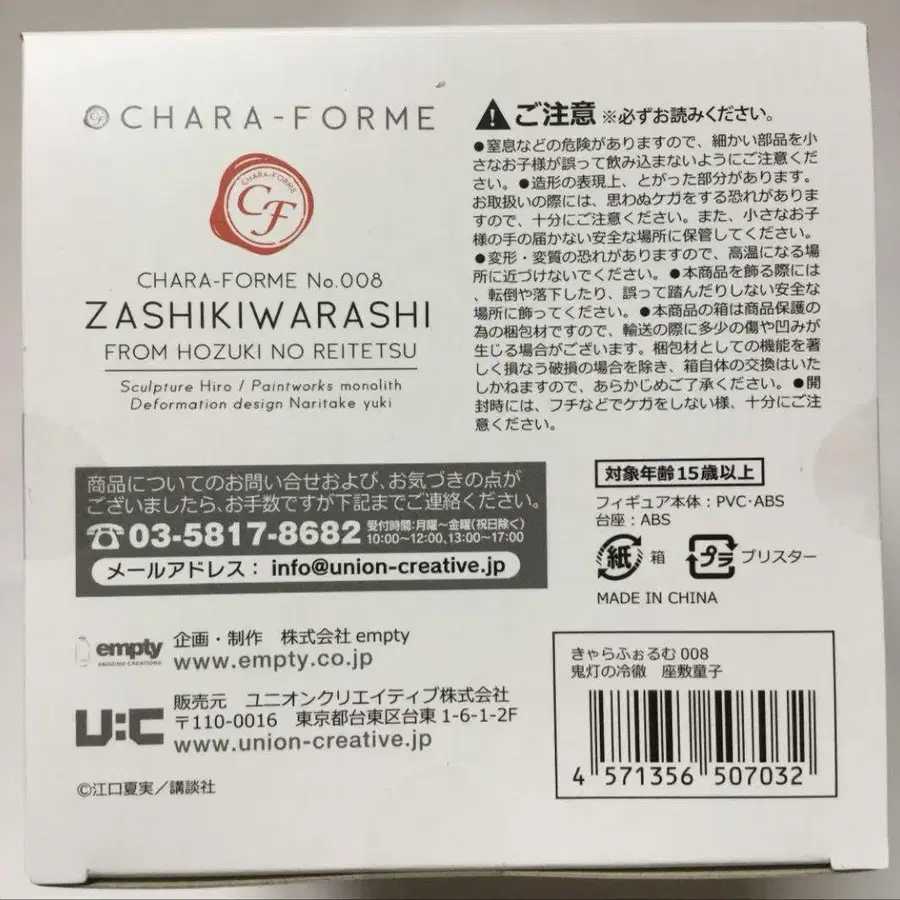 CF CHARA-FORME
CHARA-FORME
CF
CHARA-FORME No.008
ZASHIKIWARASHI
FROM HOZUKI NO REITETSU
Sculpture Hiro / Paintworks monolith
Deformation design Naritake yuki
ご注意 ※必ずお読みください。
●窒息などの危険がありますので、細かい部品を小
さなお子様が誤って飲み込まないようにご注意くださ
い。●造形の表現上、とがった部分があります。
お取扱いの際には、思わぬケガをする恐れがありま
すので、十分にご注意ください。また、小さなお子
様の手の届かない安全な場所に保管してください。
●変形・変質の恐れがありますので、高温になる場
所に近づけないでください。●本商品を飾る際には
、転倒や落下したり、誤って踏んだりしない安全な
場所に飾ってください。●本商品の箱は商品保護の
為の梱包材ですので、輸送の際に多少の傷や凹みが
生じる場合がございます。梱包材としての機能を著
しく損なう破損の場合を除き、箱自体の交換はいた
しかねますので、あらかじめご了承ください。●開
封時には、フチなどでケガをしない様、十分にご注
意ください。
商品についてのお問い合せおよび、お気づきの点が
ございましたら、お手数ですが下記までご連絡ください。
☎03-5817-8682 受付時間:月曜～金曜(祝日除く)
10:00～12:00、13:00～17:00
メールアドレス： info@union-creative.jp
対象年齢15歳以上
フィギュア本体：PVC・ABS
台座：ABS
紙 箱 プラ ブリスター
MADE IN CHINA
empty
AMAZING CREATIONS
企画・制作 株式会社 empty
www.empty.co.jp
U:C
販売元 ユニオンクリエイティブ株式会社
〒110-0016 東京都台東区台東 1-6-1-2F
www.union-creative.jp
©江口夏実／講談社
きゃらふぉるむ 008
鬼灯の冷徹 座敷童子
4 571356 507032